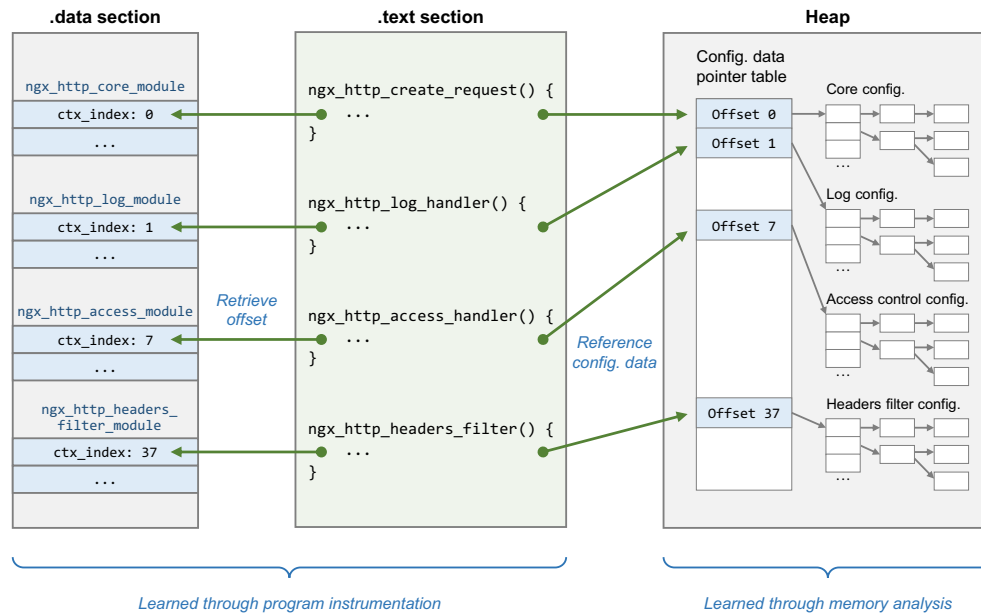 .data section
ngx_http_core_module
ctx_index: 0
...
ngx_http_log_module
ctx_index: 1
...
ngx_http_access_module
ctx_index: 7
...
ngx_http_headers_
filter_module
ctx_index: 37
...
Retrieve
offset
.text section
ngx_http_create_request() {
...
}
ngx_http_log_handler() {
...
}
ngx_http_access_handler() {
...
}
ngx_http_headers_filter() {
...
}
Reference
config. data
Heap
Config. data
pointer table
Offset 0
Offset 1
Offset 7
Offset 37
Core config.
...
Log config.
...
Access control config.
...
Headers filter config.
...
Learned through program instrumentation
Learned through memory analysis